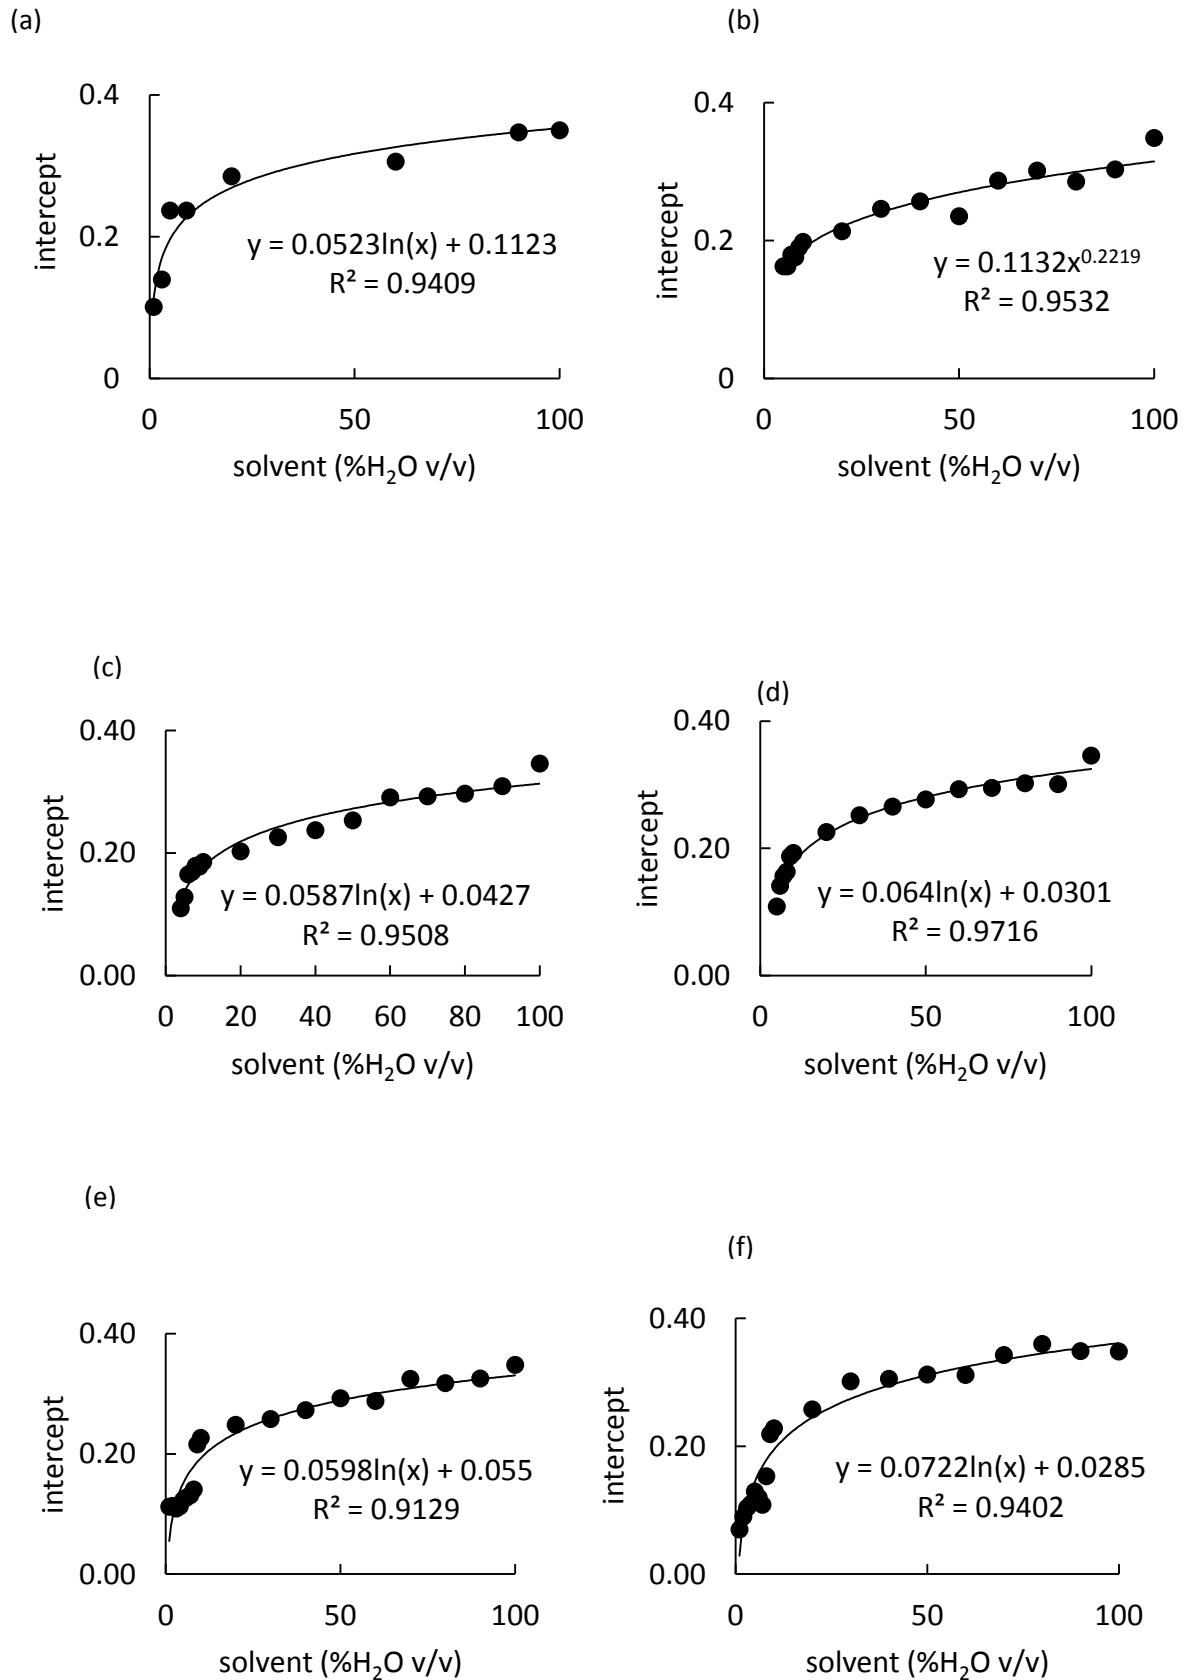 (a)
0.4
0.2
0
intercept
y = 0.0523ln(x) + 0.1123
R² = 0.9409
0 50 100
solvent (%H₂O v/v)
(b)
0.4
0.2
0
intercept
y = 0.1132x^0.2219
R² = 0.9532
0 50 100
solvent (%H₂O v/v)
(c)
0.40
0.20
0.00
intercept
y = 0.0587ln(x) + 0.0427
R² = 0.9508
0 20 40 60 80 100
solvent (%H₂O v/v)
(d)
0.40
0.20
0.00
intercept
y = 0.064ln(x) + 0.0301
R² = 0.9716
0 50 100
solvent (%H₂O v/v)
(e)
0.40
0.20
0.00
intercept
y = 0.0598ln(x) + 0.055
R² = 0.9129
0 50 100
solvent (%H₂O v/v)
(f)
0.40
0.20
0.00
intercept
y = 0.0722ln(x) + 0.0285
R² = 0.9402
0 50 100
solvent (%H₂O v/v)